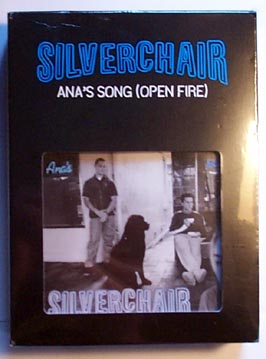 SILVERCHAIR
ANA'S SONG (OPEN FIRE)
Ana's
SILVERCHAIR